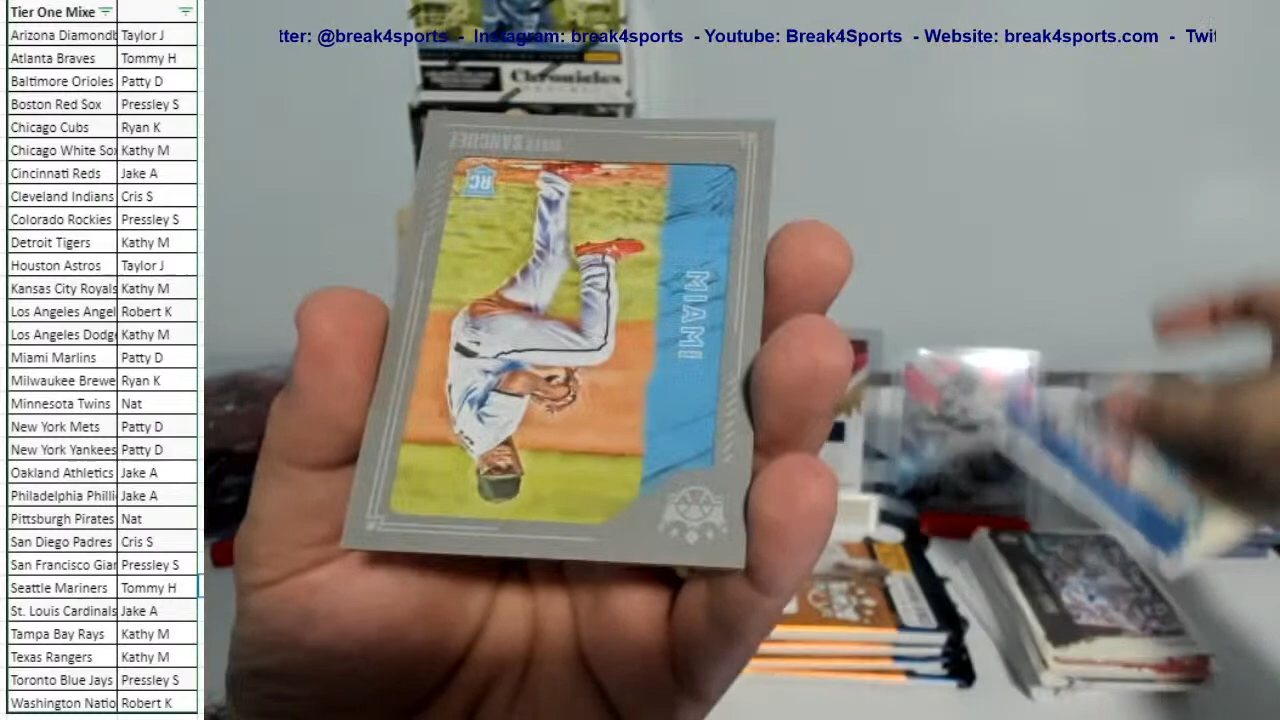 Tier One Mixe
Arizona Diamondb Taylor J
Atlanta Braves Tommy H
Baltimore Orioles Patty D
Boston Red Sox Pressley S
Chicago Cubs Ryan K
Chicago White Sox Kathy M
Cincinnati Reds Jake A
Cleveland Indians Cris S
Colorado Rockies Pressley S
Detroit Tigers Kathy M
Houston Astros Taylor J
Kansas City Royals Kathy M
Los Angeles Angel Robert K
Los Angeles Dodge Kathy M
Miami Marlins Patty D
Milwaukee Brewe Ryan K
Minnesota Twins Nat
New York Mets Patty D
New York Yankees Patty D
Oakland Athletics Jake A
Philadelphia Philli Jake A
Pittsburgh Pirates Nat
San Diego Padres Cris S
San Francisco Giar Pressley S
Seattle Mariners Tommy H
St. Louis Cardinals Jake A
Tampa Bay Rays Kathy M
Texas Rangers Kathy M
Toronto Blue Jays Pressley S
Washington Natio Robert K
tter: @break4sports - Instagram: break4sports - Youtube: Break4Sports - Website: break4sports.com - Twit
Chronicles
SANCHEZ
RC
MIAMI